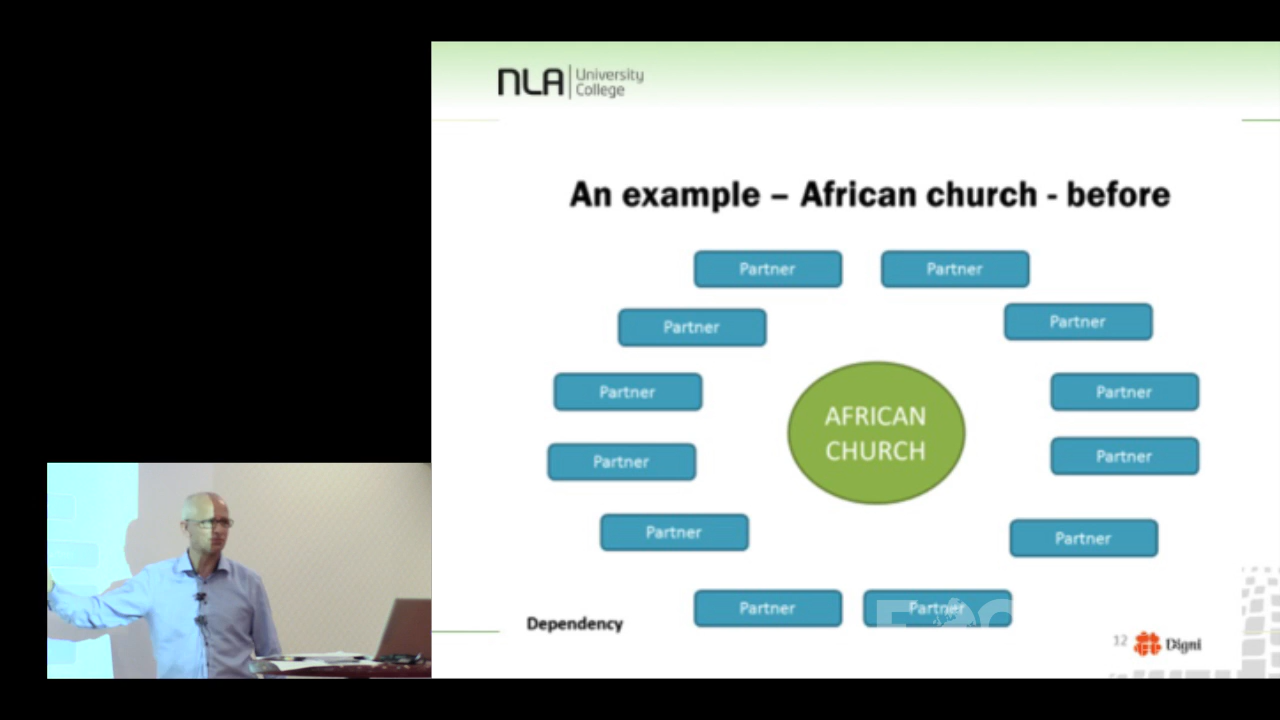 NLA University
College
An example – African church - before
Partner
Partner
Partner
Partner
Partner
Partner
AFRICAN
CHURCH
Partner
Partner
Partner
Partner
Partner
Partner
Dependency
12
Digni